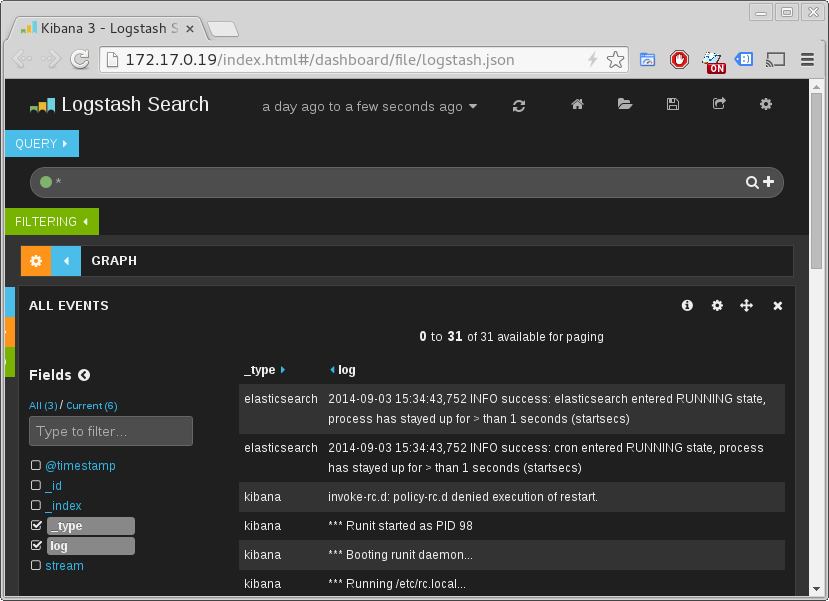 Kibana 3 - Logstash S
172.17.0.19/index.html#/dashboard/file/logstash.json
ON
Logstash Search
a day ago to a few seconds ago
QUERY
*
FILTERING
GRAPH
ALL EVENTS
0 to 31 of 31 available for paging
Fields
All (3) / Current (6)
Type to filter...
@timestamp
_id
_index
_type
log
stream
_type log
elasticsearch 2014-09-03 15:34:43,752 INFO success: elasticsearch entered RUNNING state,
process has stayed up for > than 1 seconds (startsecs)
elasticsearch 2014-09-03 15:34:43,752 INFO success: cron entered RUNNING state, process
has stayed up for > than 1 seconds (startsecs)
kibana invoke-rc.d: policy-rc.d denied execution of restart.
kibana *** Runit started as PID 98
kibana *** Booting runit daemon...
kibana *** Running /etc/rc.local...